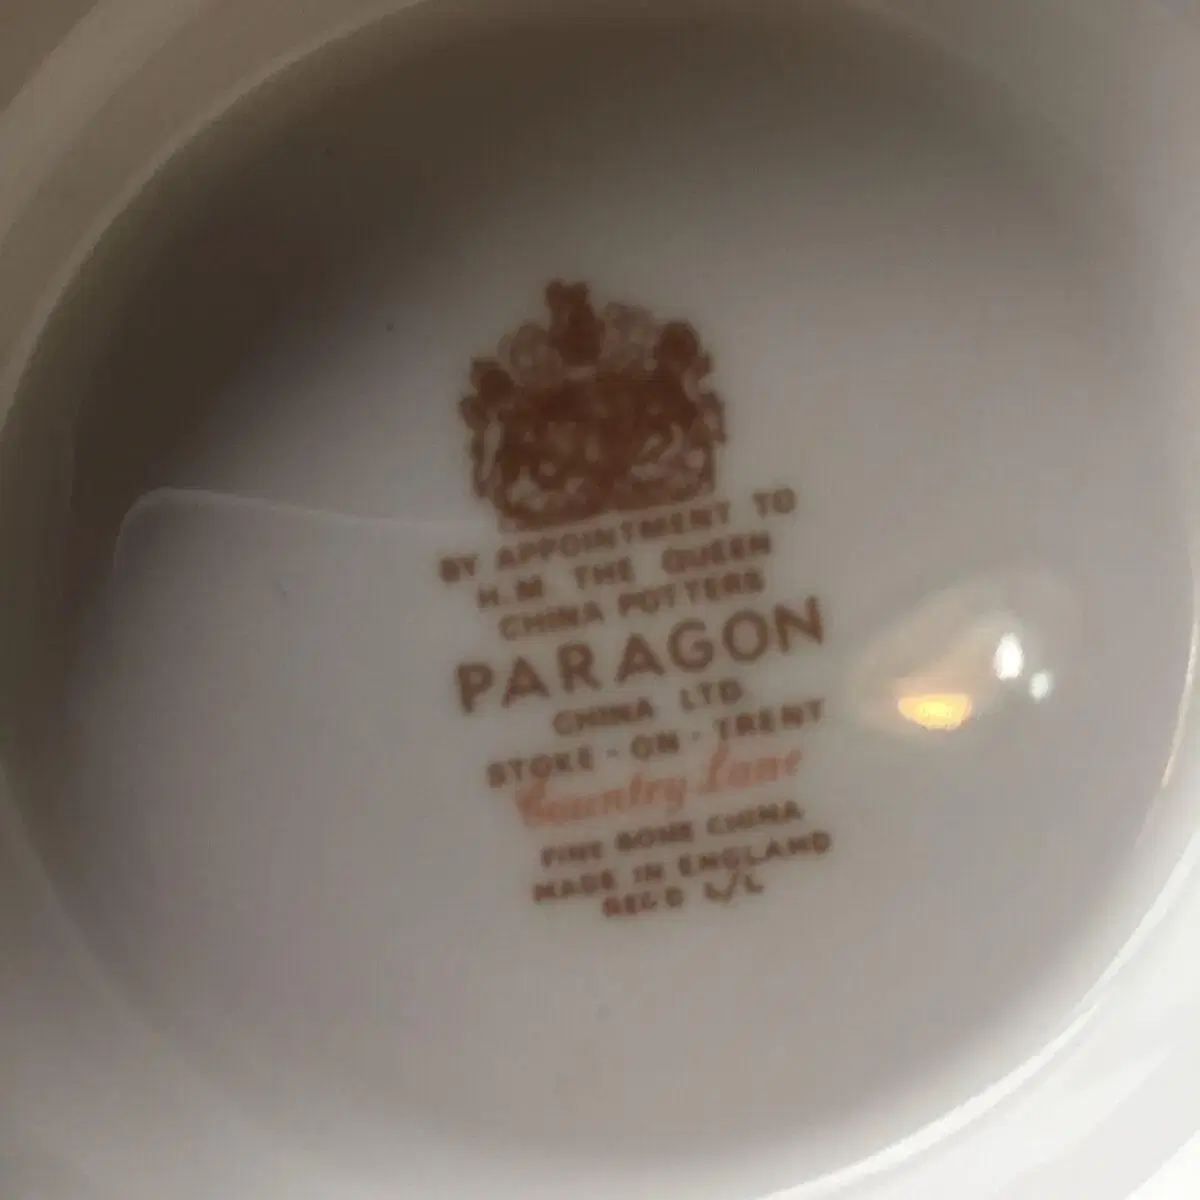 BY APPOINTMENT TO
H.M. THE QUEEN
CHINA POTTERS
PARAGON
CHINA LTD
STOKE-ON-TRENT
Country Lane
FINE BONE CHINA
MADE IN ENGLAND
REG'D